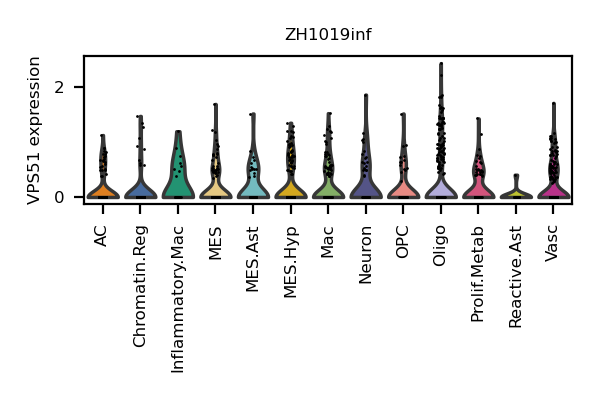 ZH1019inf
VPS51 expression
2
0
AC
Chromatin.Reg
Inflammatory.Mac
MES
MES.Ast
MES.Hyp
Mac
Neuron
OPC
Oligo
Prolif.Metab
Reactive.Ast
Vasc